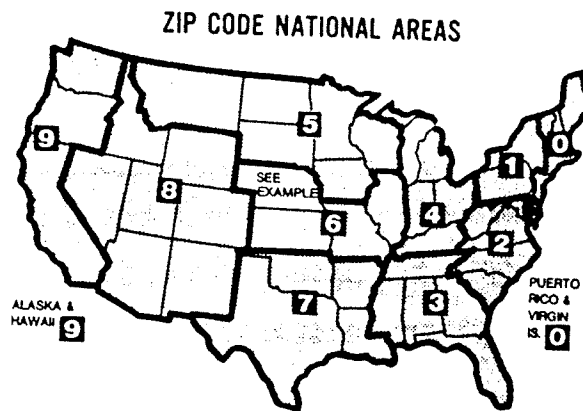 ZIP CODE NATIONAL AREAS
5
0
9
1
SEE
EXAMPLE
8
4
6
2
7
3
ALASKA &
HAWAII 9
PUERTO
RICO &
VIRGIN
IS. 0